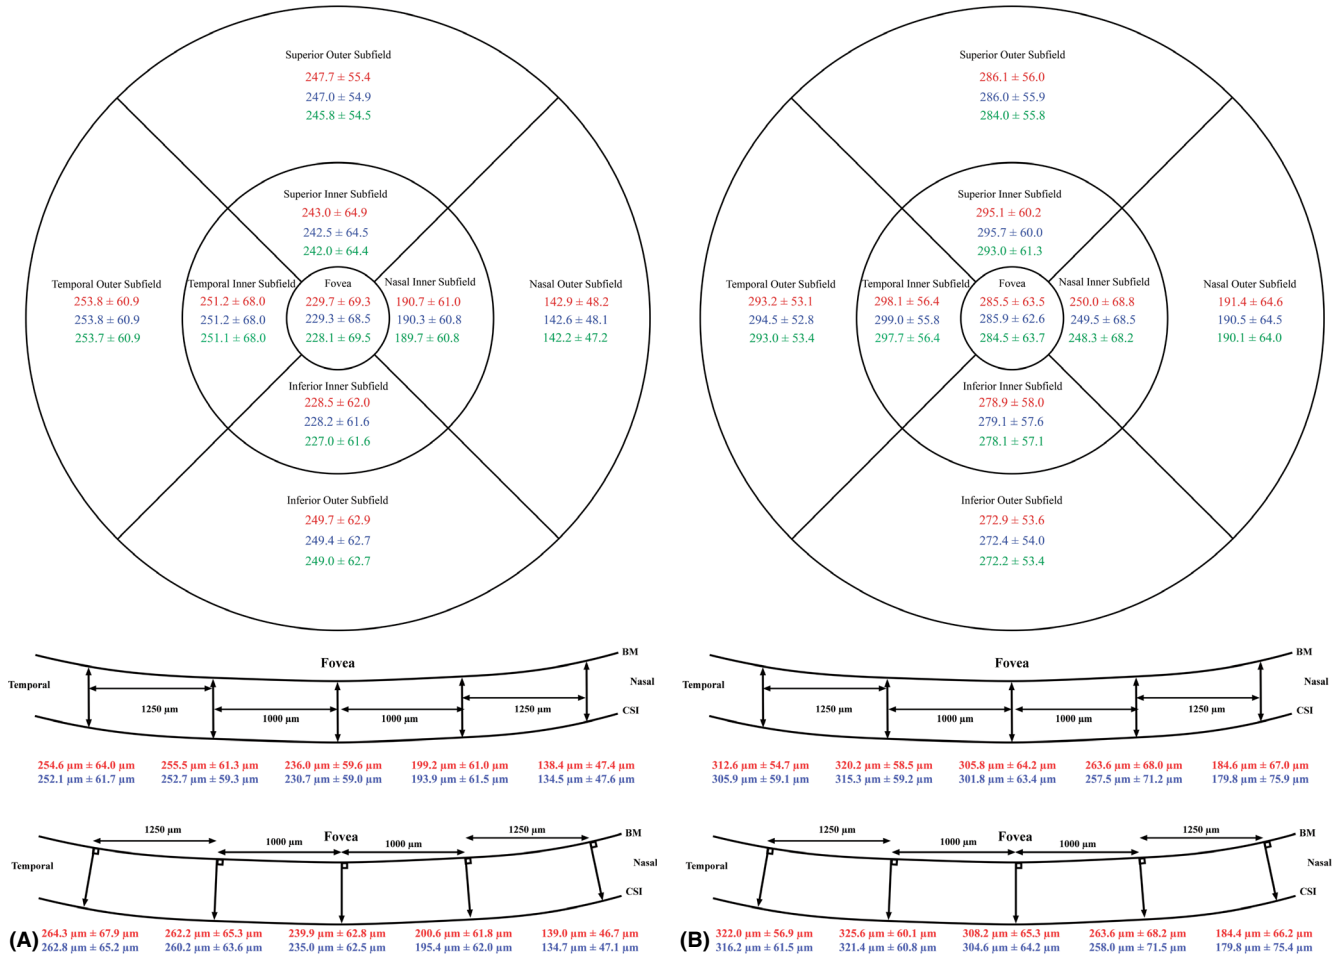 Superior Outer Subfield
247.7 ± 55.4
247.0 ± 54.9
245.8 ± 54.5
Superior Inner Subfield
243.0 ± 64.9
242.5 ± 64.5
242.0 ± 64.4
Temporal Outer Subfield
253.8 ± 60.9
253.8 ± 60.9
253.7 ± 60.9
Temporal Inner Subfield
251.2 ± 68.0
251.2 ± 68.0
251.1 ± 68.0
Fovea
229.7 ± 69.3
229.3 ± 68.5
228.1 ± 69.5
Nasal Inner Subfield
190.7 ± 61.0
190.3 ± 60.8
189.7 ± 60.8
Nasal Outer Subfield
142.9 ± 48.2
142.6 ± 48.1
142.2 ± 47.2
Inferior Inner Subfield
228.5 ± 62.0
228.2 ± 61.6
227.0 ± 61.6
Inferior Outer Subfield
249.7 ± 62.9
249.4 ± 62.7
249.0 ± 62.7
Fovea
BM
Temporal
Nasal
1250 µm
1000 µm
1000 µm
1250 µm
CSI
254.6 µm ± 64.0 µm 255.5 µm ± 61.3 µm 236.0 µm ± 59.6 µm 199.2 µm ± 61.0 µm 138.4 µm ± 47.4 µm
252.1 µm ± 61.7 µm 252.7 µm ± 59.3 µm 230.7 µm ± 59.0 µm 193.9 µm ± 61.5 µm 134.5 µm ± 47.6 µm
1250 µm
Fovea
1250 µm
BM
1000 µm
1000 µm
Temporal
Nasal
CSI
264.3 µm ± 67.9 µm 262.2 µm ± 65.3 µm 239.9 µm ± 62.8 µm 200.6 µm ± 61.8 µm 139.0 µm ± 46.7 µm
(A)
262.8 µm ± 65.2 µm 260.2 µm ± 63.6 µm 235.0 µm ± 62.5 µm 195.4 µm ± 62.0 µm 134.7 µm ± 47.1 µm
Superior Outer Subfield
286.1 ± 56.0
286.0 ± 55.9
284.0 ± 55.8
Superior Inner Subfield
295.1 ± 60.2
295.7 ± 60.0
293.0 ± 61.3
Temporal Outer Subfield
293.2 ± 53.1
294.5 ± 52.8
293.0 ± 53.4
Temporal Inner Subfield
298.1 ± 56.4
299.0 ± 55.8
297.7 ± 56.4
Fovea
285.5 ± 63.5
285.9 ± 62.6
284.5 ± 63.7
Nasal Inner Subfield
250.0 ± 68.8
249.5 ± 68.5
248.3 ± 68.2
Nasal Outer Subfield
191.4 ± 64.6
190.5 ± 64.5
190.1 ± 64.0
Inferior Inner Subfield
278.9 ± 58.0
279.1 ± 57.6
278.1 ± 57.1
Inferior Outer Subfield
272.9 ± 53.6
272.4 ± 54.0
272.2 ± 53.4
Fovea
BM
Temporal
Nasal
1250 µm
1000 µm
1000 µm
1250 µm
CSI
312.6 µm ± 54.7 µm 320.2 µm ± 58.5 µm 305.8 µm ± 64.2 µm 263.6 µm ± 68.0 µm 184.6 µm ± 67.0 µm
305.9 µm ± 59.1 µm 315.3 µm ± 59.2 µm 301.8 µm ± 63.4 µm 257.5 µm ± 71.2 µm 179.8 µm ± 75.9 µm
1250 µm
Fovea
1250 µm
BM
1000 µm
1000 µm
Temporal
Nasal
CSI
322.0 µm ± 56.9 µm 325.6 µm ± 60.1 µm 308.2 µm ± 65.3 µm 263.6 µm ± 68.2 µm 184.4 µm ± 66.2 µm
(B)
316.2 µm ± 61.5 µm 321.4 µm ± 60.8 µm 304.6 µm ± 64.2 µm 258.0 µm ± 71.5 µm 179.8 µm ± 75.4 µm